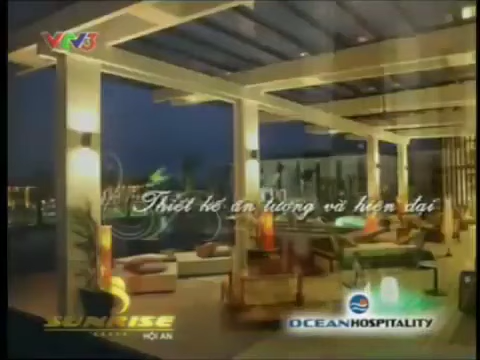 VTV3
Thiết kế ấn tượng và hiện đại
SUNRISE
HỘI AN
OCEANHOSPITALITY